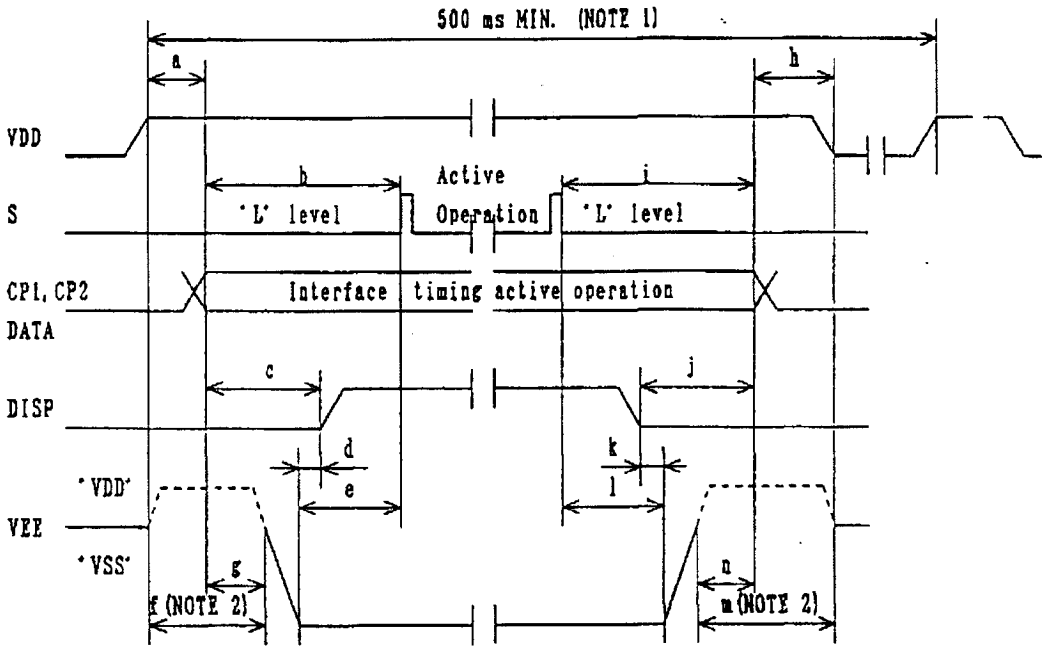 500 ms MIN. (NOTE 1)
a
h
VDD
b
Active
i
S
"L" level
Operation
"L" level
CP1, CP2
Interface timing active operation
DATA
c
j
DISP
d
k
"VDD"
e
l
VEE
"VSS"
g
n
f (NOTE 2)
m (NOTE 2)